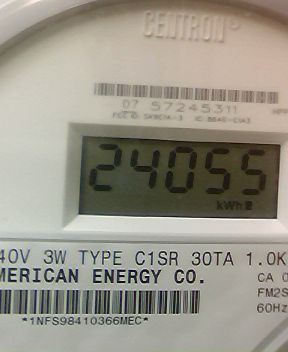 CENTRON®
07 57245311
24055
kWh
40V 3W TYPE C1SR 30TA 1.0K
MERICAN ENERGY CO.
CA 0
FM2S
60Hz
*1NFS98410366MEC*